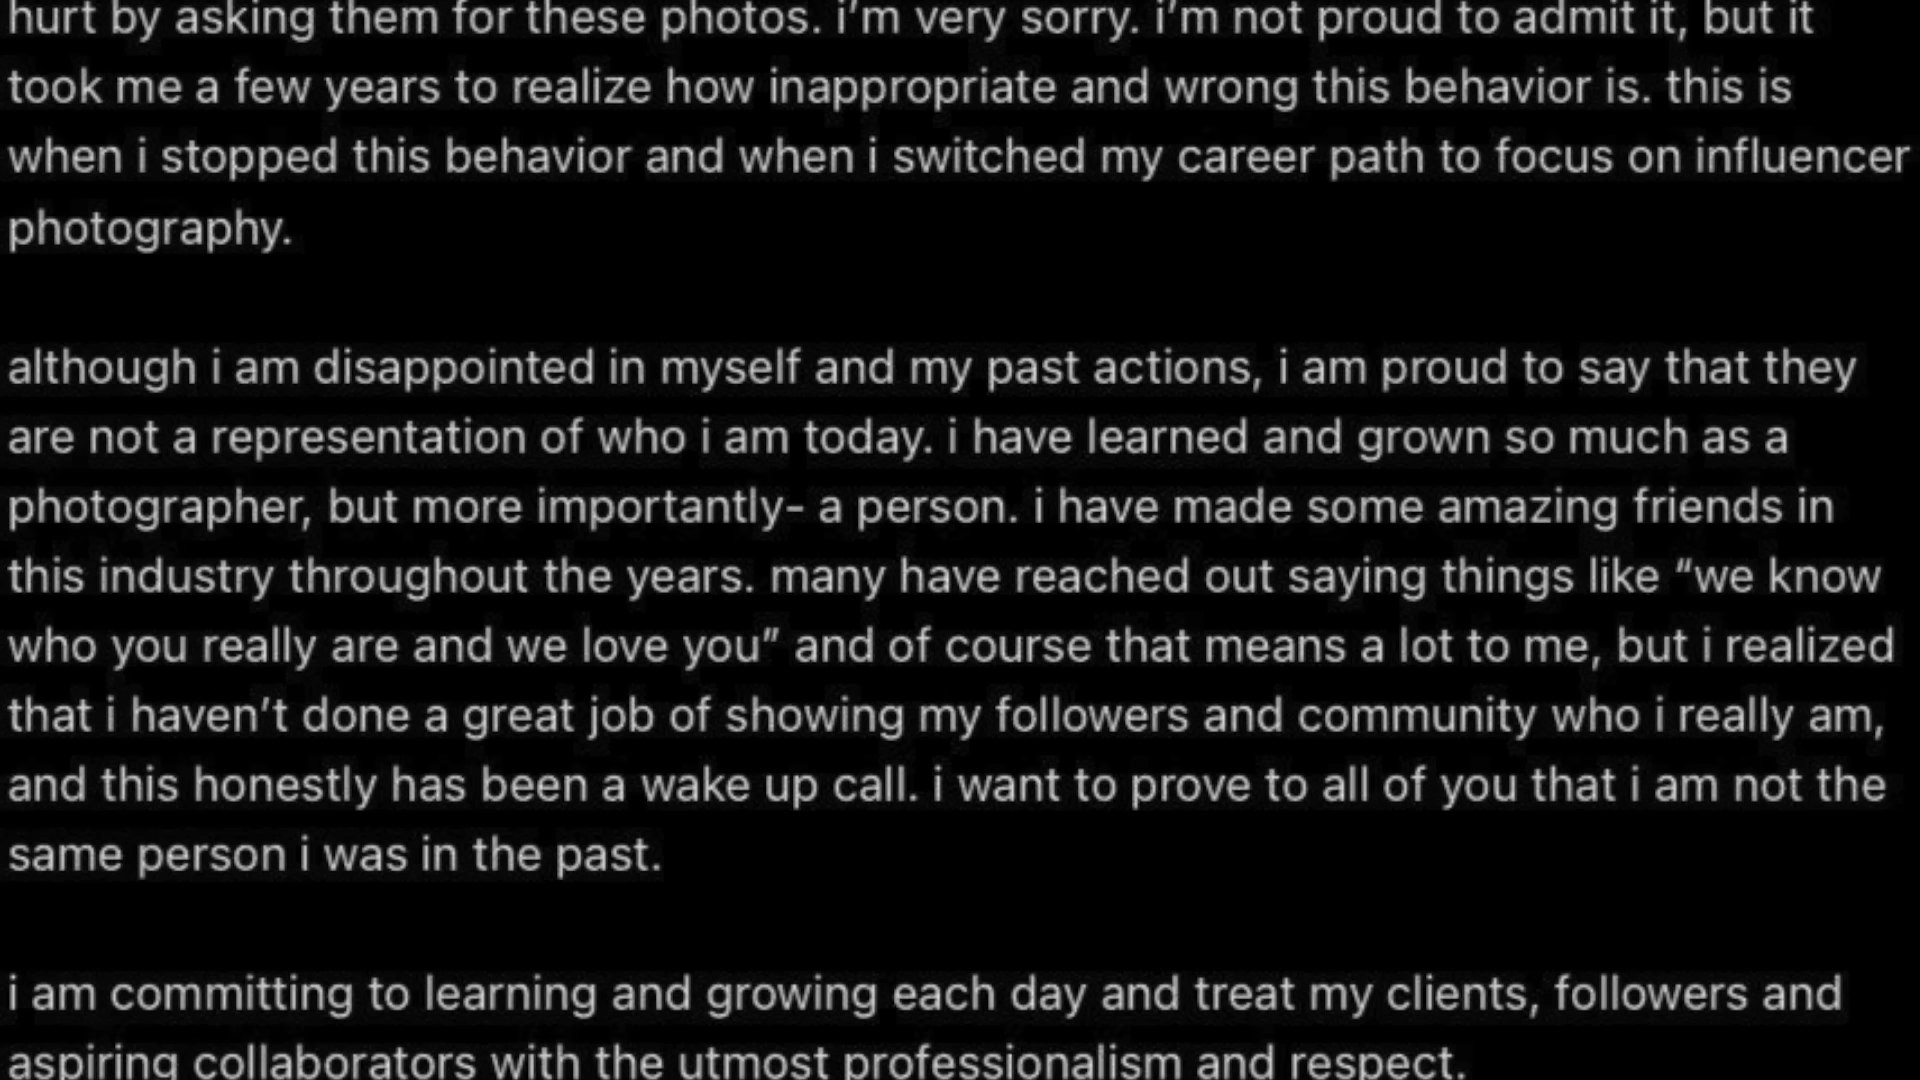 hurt by asking them for these photos. i’m very sorry. i’m not proud to admit it, but it
took me a few years to realize how inappropriate and wrong this behavior is. this is
when i stopped this behavior and when i switched my career path to focus on influencer
photography.
although i am disappointed in myself and my past actions, i am proud to say that they
are not a representation of who i am today. i have learned and grown so much as a
photographer, but more importantly– a person. i have made some amazing friends in
this industry throughout the years. many have reached out saying things like “we know
who you really are and we love you” and of course that means a lot to me, but i realized
that i haven’t done a great job of showing my followers and community who i really am,
and this honestly has been a wake up call. i want to prove to all of you that i am not the
same person i was in the past.
i am committing to learning and growing each day and treat my clients, followers and
aspiring collaborators with the utmost professionalism and respect.